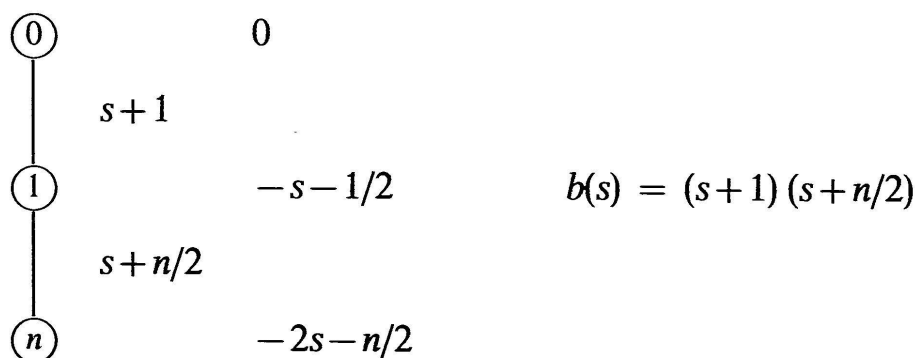 0 0
s+1
1 −s−1/2 b(s) = (s+1)(s+n/2)
s+n/2
n −2s−n/2